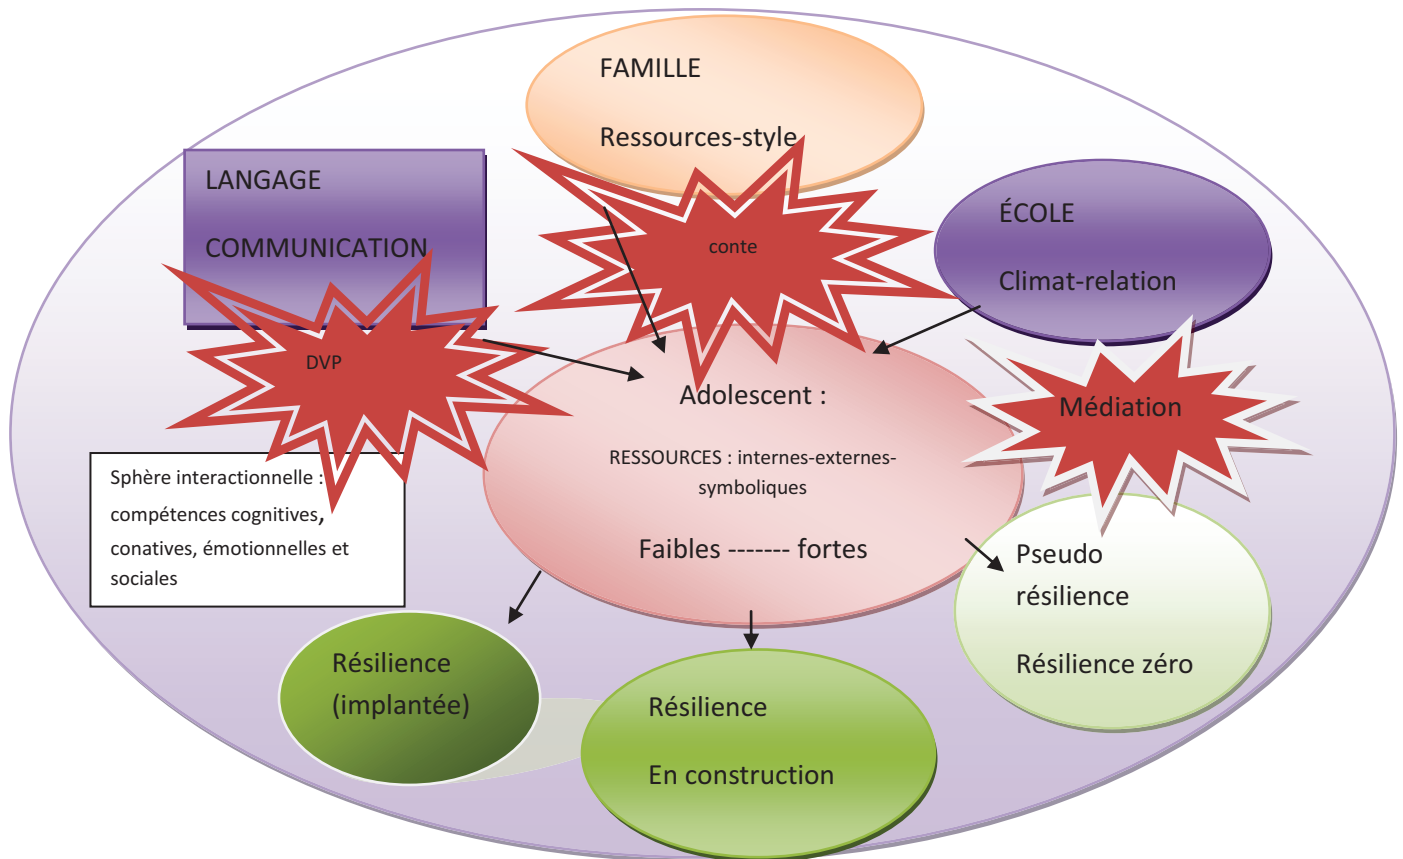 FAMILLE
Ressources-style
LANGAGE
COMMUNICATION
conte
ÉCOLE
Climat-relation
DVP
Adolescent :
Médiation
RESSOURCES : internes-externes-
symboliques
Faibles ------- fortes
Sphère interactionnelle :
compétences cognitives,
conatives, émotionnelles et
sociales
Pseudo
résilience
Résilience zéro
Résilience
(implantée)
Résilience
En construction